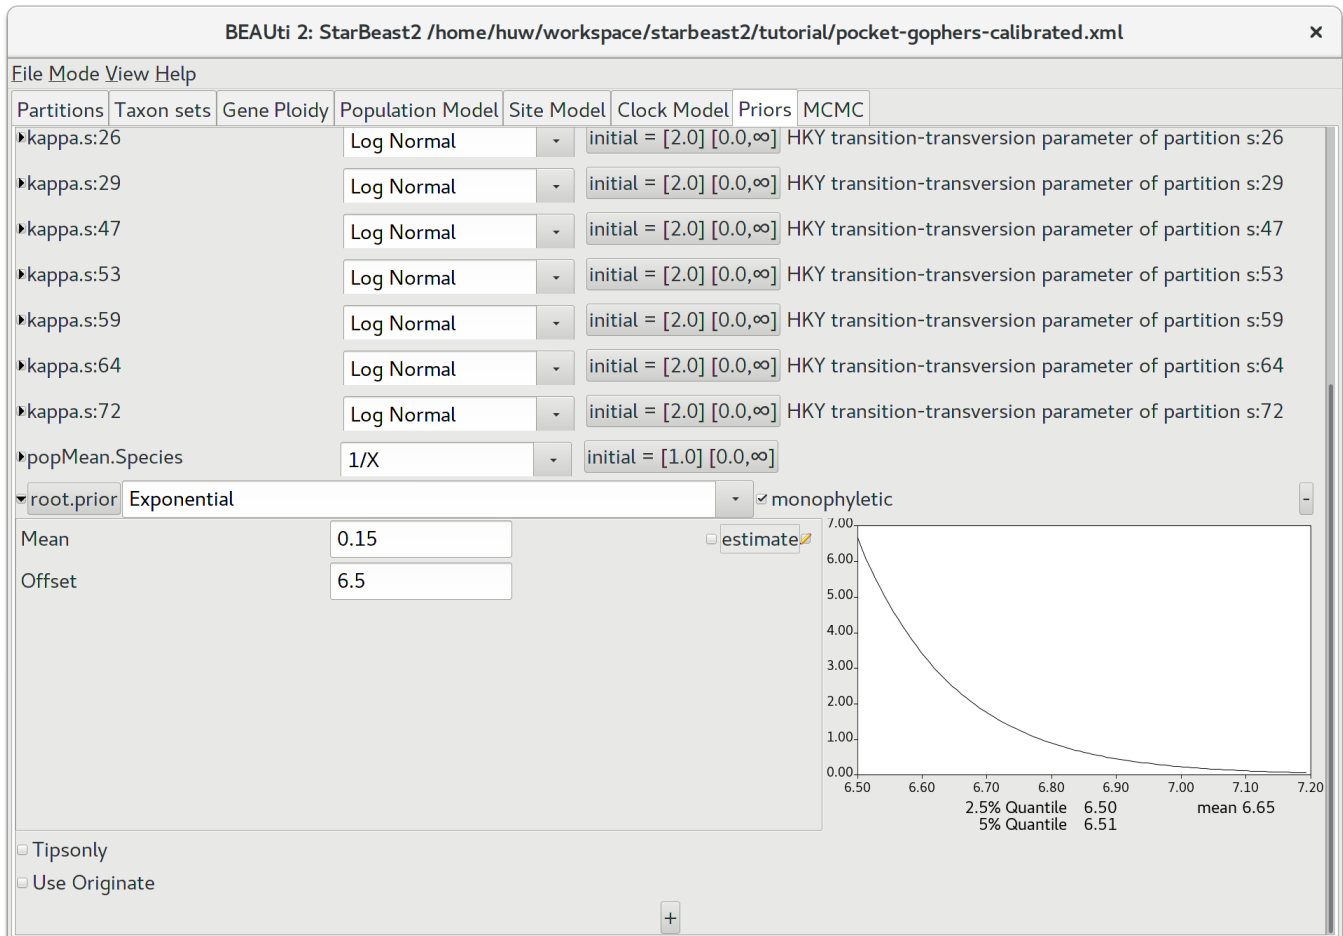 BEAUti 2: StarBeast2 /home/huw/workspace/starbeast2/tutorial/pocket-gophers-calibrated.xml ×
File Mode View Help
Partitions Taxon sets Gene Ploidy Population Model Site Model Clock Model Priors MCMC
kappa.s:26 Log Normal initial = [2.0] [0.0,∞] HKY transition-transversion parameter of partition s:26
kappa.s:29 Log Normal initial = [2.0] [0.0,∞] HKY transition-transversion parameter of partition s:29
kappa.s:47 Log Normal initial = [2.0] [0.0,∞] HKY transition-transversion parameter of partition s:47
kappa.s:53 Log Normal initial = [2.0] [0.0,∞] HKY transition-transversion parameter of partition s:53
kappa.s:59 Log Normal initial = [2.0] [0.0,∞] HKY transition-transversion parameter of partition s:59
kappa.s:64 Log Normal initial = [2.0] [0.0,∞] HKY transition-transversion parameter of partition s:64
kappa.s:72 Log Normal initial = [2.0] [0.0,∞] HKY transition-transversion parameter of partition s:72
popMean.Species 1/X initial = [1.0] [0.0,∞]
root.prior Exponential monophyletic -
Mean 0.15 estimate
Offset 6.5
7.00
6.00
5.00
4.00
3.00
2.00
1.00
0.00
6.50 6.60 6.70 6.80 6.90 7.00 7.10 7.20
2.5% Quantile 6.50 mean 6.65
5% Quantile 6.51
Tipsonly
Use Originate
+